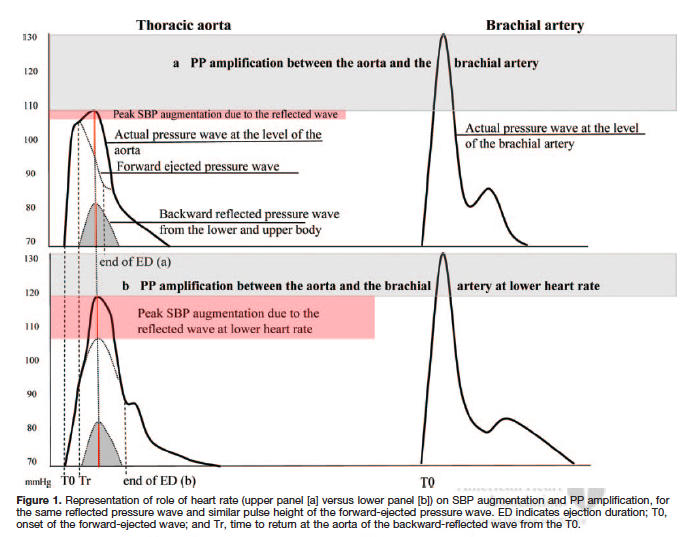 Thoracic aorta
Brachial artery
130
120
110
100
90
80
70
a PP amplification between the aorta and the brachial artery
Peak SBP augmentation due to the reflected wave
Actual pressure wave at the level of the
aorta
Forward ejected pressure wave
Backward reflected pressure wave
from the lower and upper body
Actual pressure wave at the level
of the brachial artery
end of ED (a)
130
120
110
100
90
80
70
b PP amplification between the aorta and the brachial artery at lower heart rate
Peak SBP augmentation due to the
reflected wave at lower heart rate
mmHg T0 Tr end of ED (b)
T0
Figure 1. Representation of role of heart rate (upper panel [a] versus lower panel [b]) on SBP augmentation and PP amplification, for
the same reflected pressure wave and similar pulse height of the forward-ejected pressure wave. ED indicates ejection duration; T0,
onset of the forward-ejected wave; and Tr, time to return at the aorta of the backward-reflected wave from the T0.